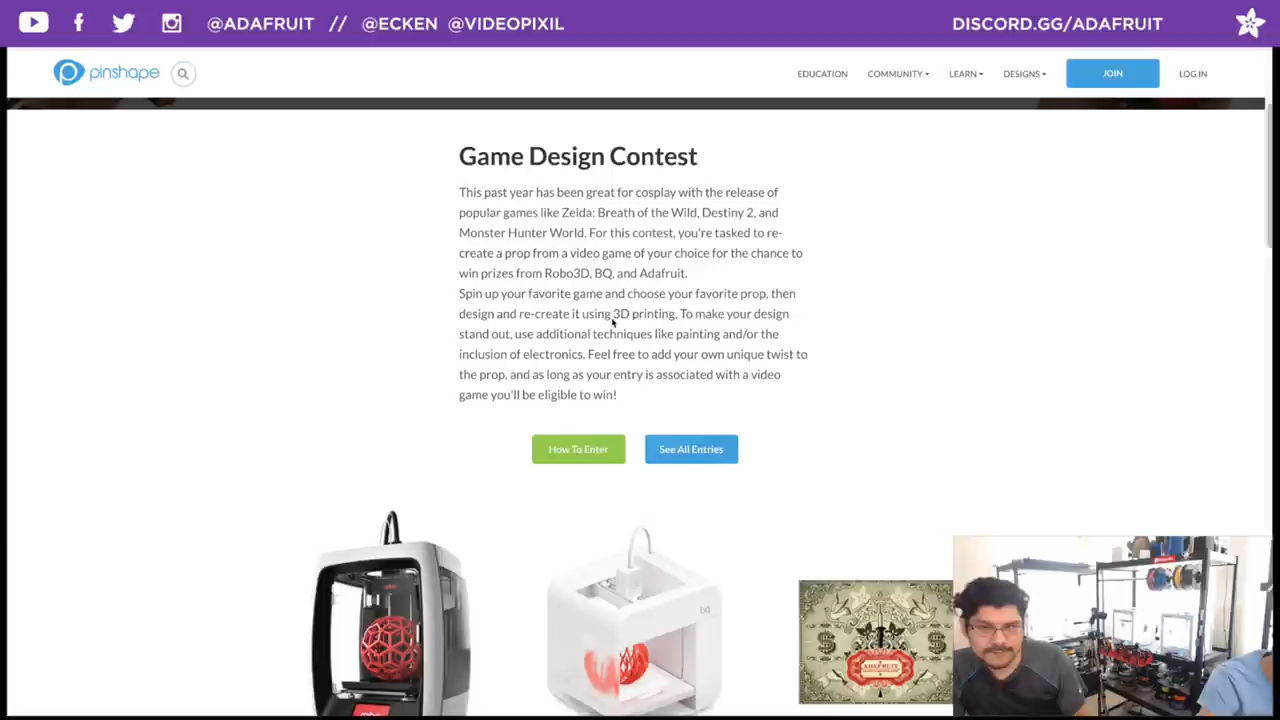 @ADAFRUIT // @ECKEN @VIDEOPIXIL DISCORD.GG/ADAFRUIT
pinshape EDUCATION COMMUNITY LEARN DESIGNS JOIN LOG IN
Game Design Contest
This past year has been great for cosplay with the release of
popular games like Zelda: Breath of the Wild, Destiny 2, and
Monster Hunter World. For this contest, you're tasked to re-
create a prop from a video game of your choice for the chance to
win prizes from Robo3D, BQ, and Adafruit.
Spin up your favorite game and choose your favorite prop, then
design and re-create it using 3D printing. To make your design
stand out, use additional techniques like painting and/or the
inclusion of electronics. Feel free to add your own unique twist to
the prop, and as long as your entry is associated with a video
game you'll be eligible to win!
How To Enter See All Entries
bq
ADAFRUIT